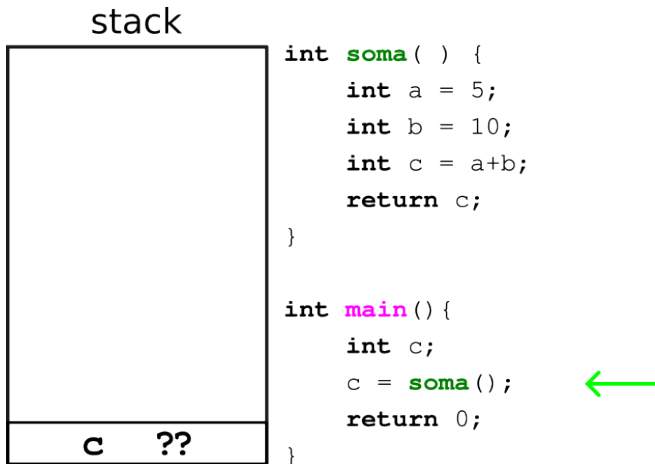 stack
int soma( ) {
int a = 5;
int b = 10;
int c = a+b;
return c;
}
int main(){
int c;
c = soma();
return 0;
}
c ??